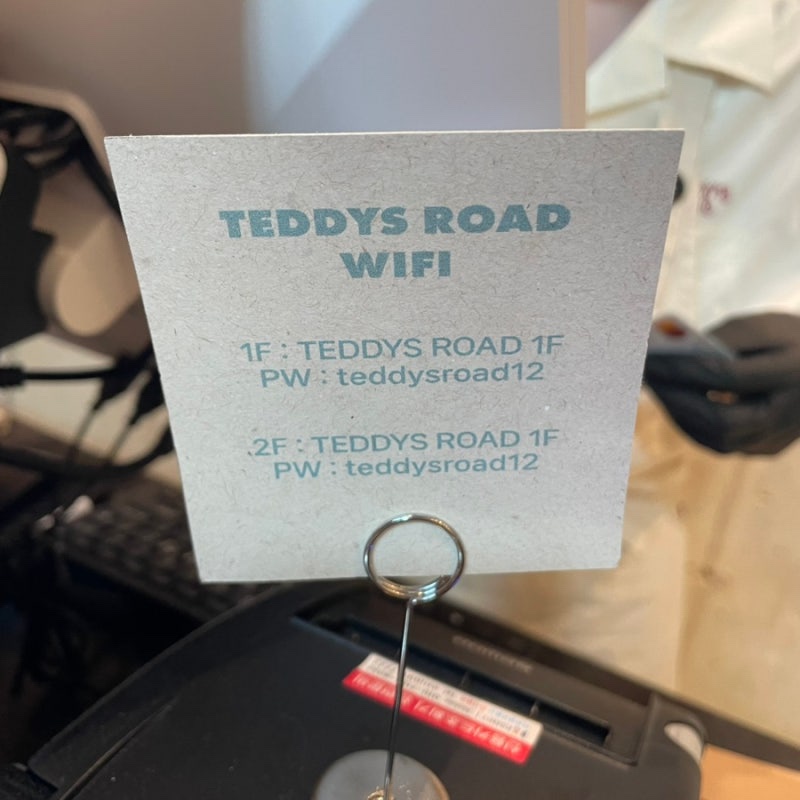 TEDDYS ROAD
WIFI
1F : TEDDYS ROAD 1F
PW : teddysroad12
2F : TEDDYS ROAD 1F
PW : teddysroad12